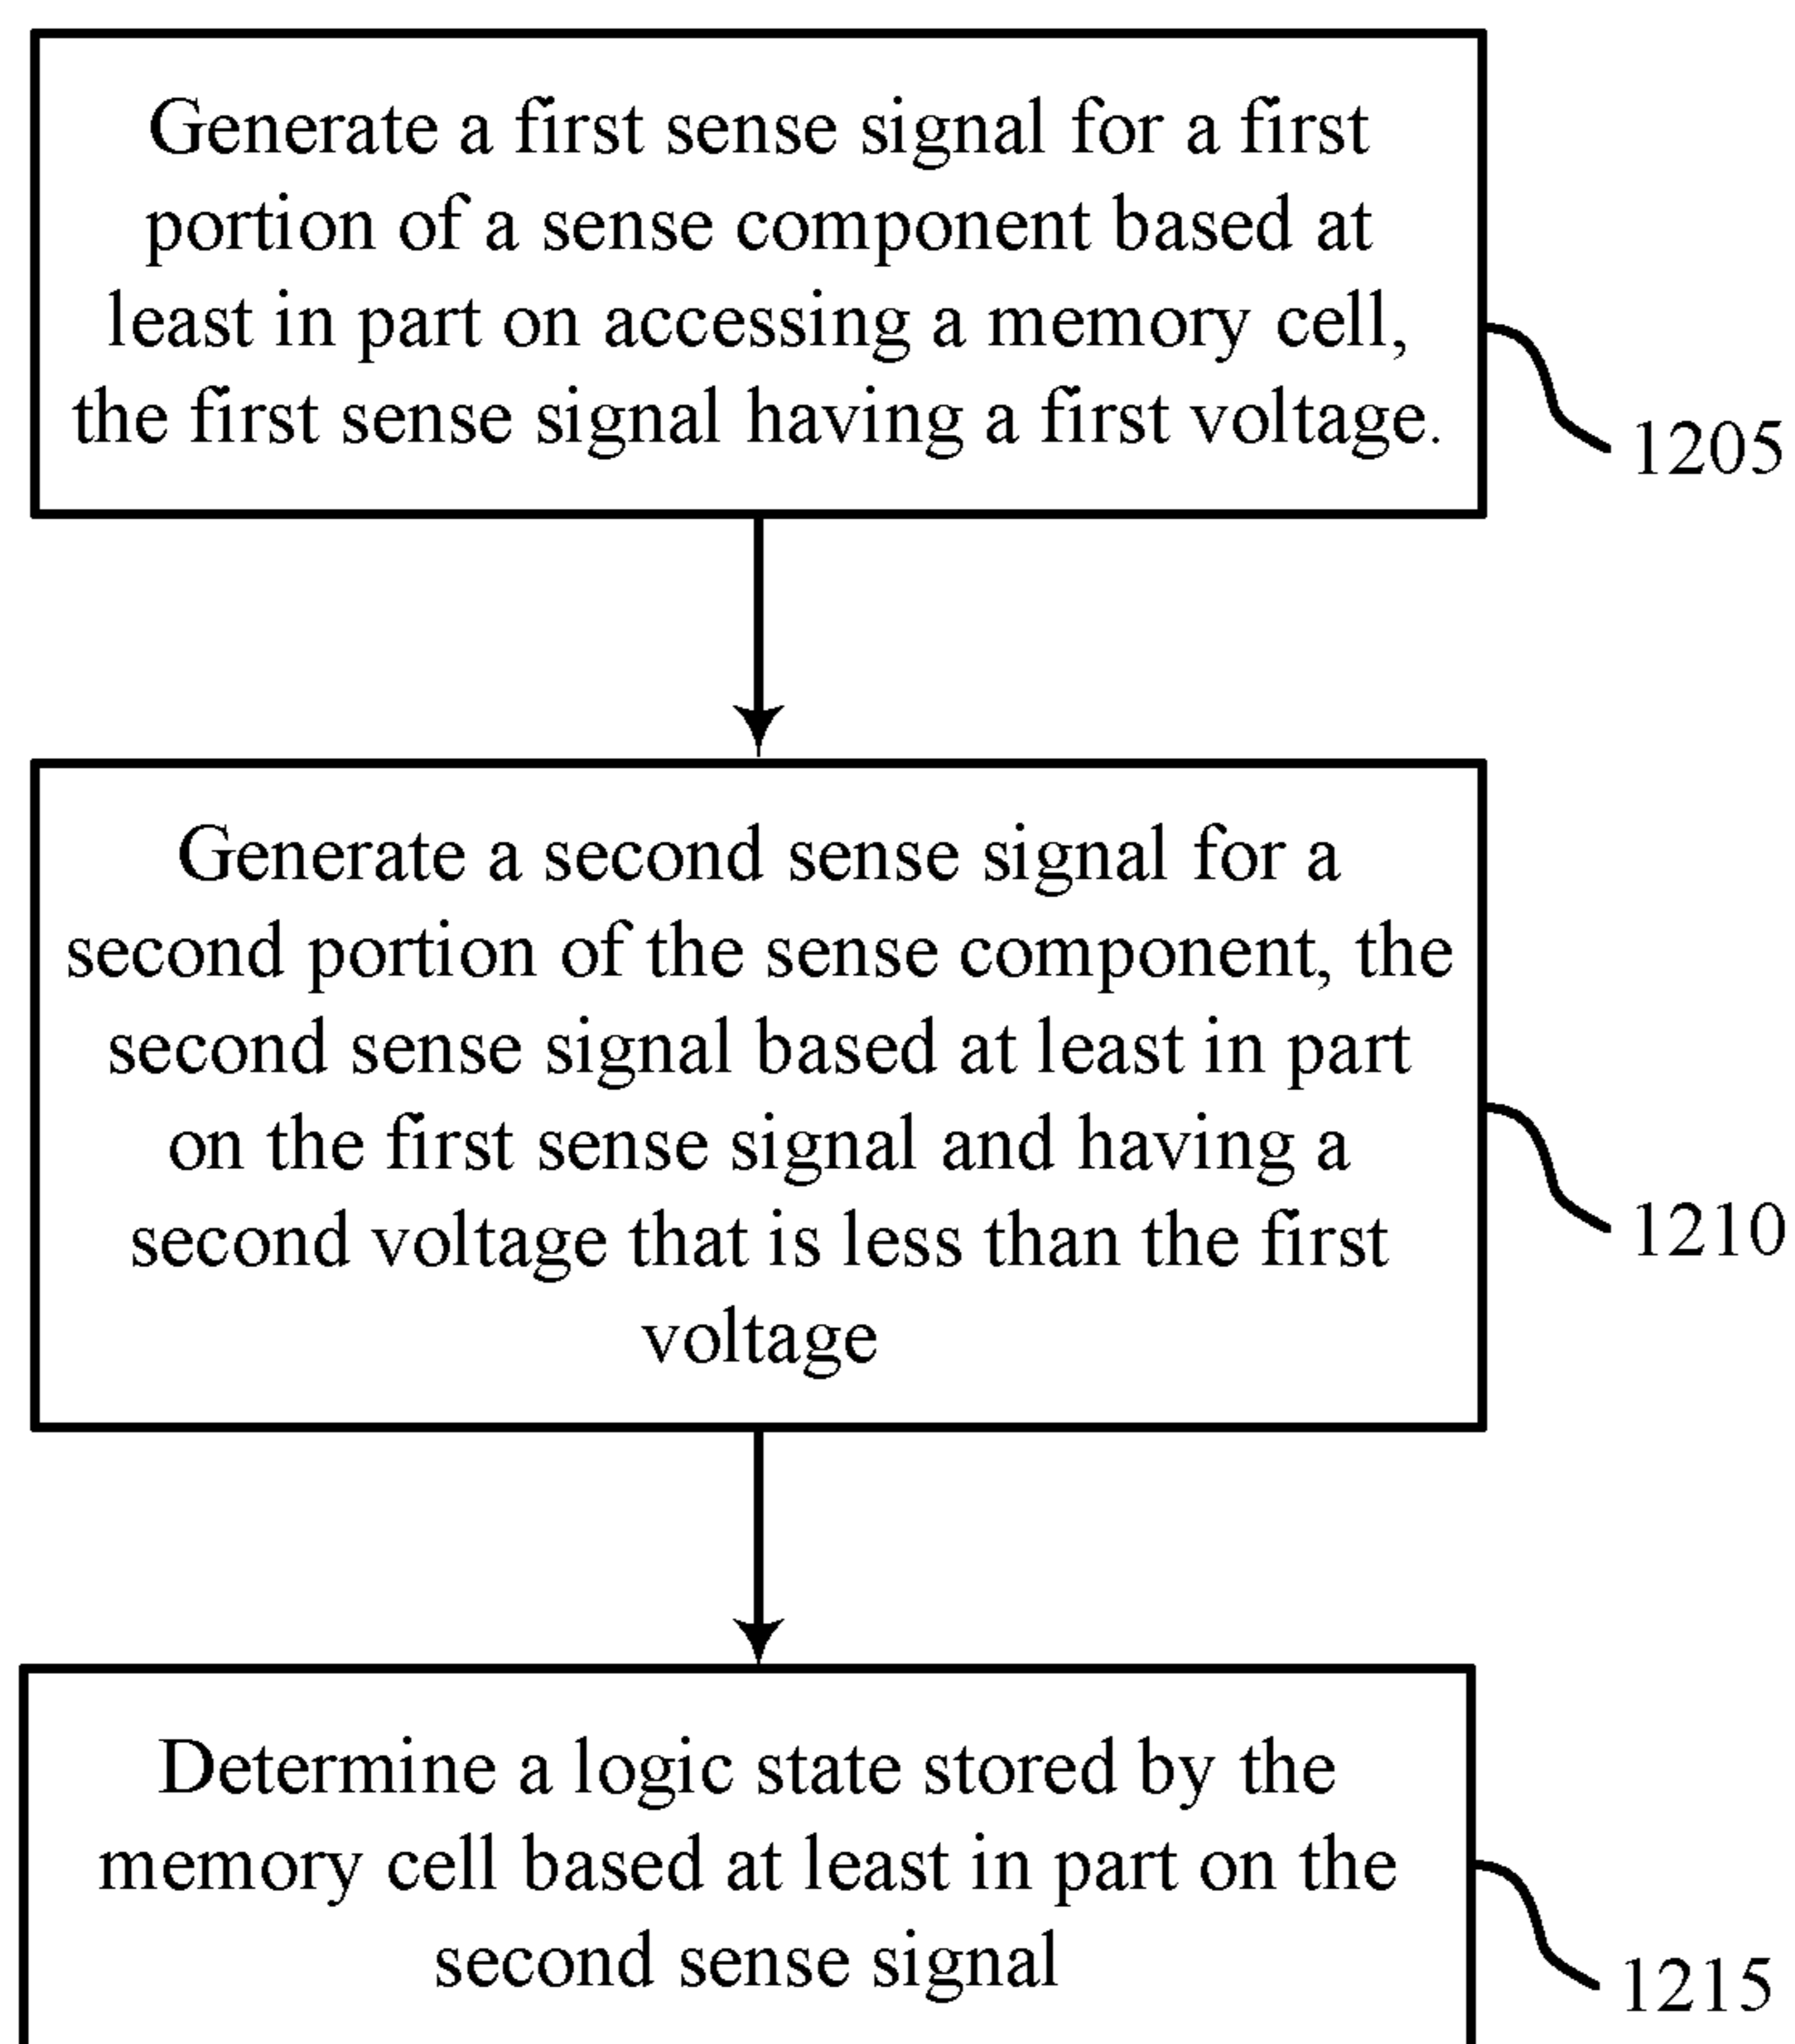 Generate a first sense signal for a first
portion of a sense component based at
least in part on accessing a memory cell,
the first sense signal having a first voltage.
1205
Generate a second sense signal for a
second portion of the sense component, the
second sense signal based at least in part
on the first sense signal and having a
second voltage that is less than the first
voltage
1210
Determine a logic state stored by the
memory cell based at least in part on the
second sense signal
1215